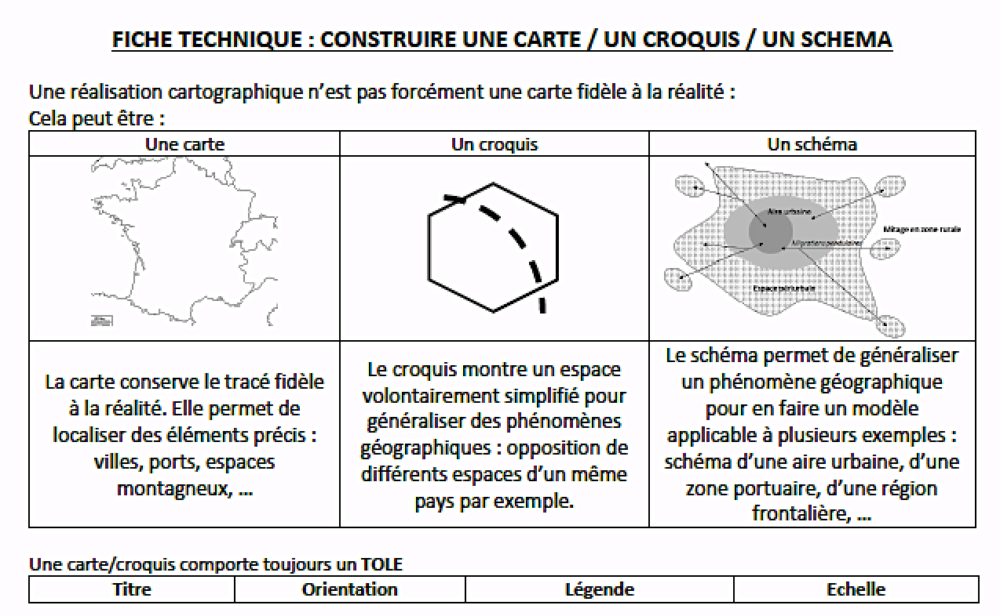 FICHE TECHNIQUE : CONSTRUIRE UNE CARTE / UN CROQUIS / UN SCHEMA
Une réalisation cartographique n’est pas forcément une carte fidèle à la réalité :
Cela peut être :
Une carte
Un croquis
Un schéma
Aire urbaine
Mitage en zone rurale
Migrations pendulaires
Espace périurbain
La carte conserve le tracé fidèle
à la réalité. Elle permet de
localiser des éléments précis :
villes, ports, espaces
montagneux, ...
Le croquis montre un espace
volontairement simplifié pour
généraliser des phénomènes
géographiques : opposition de
différents espaces d’un même
pays par exemple.
Le schéma permet de généraliser
un phénomène géographique
pour en faire un modèle
applicable à plusieurs exemples :
schéma d’une aire urbaine, d’une
zone portuaire, d’une région
frontalière, ...
Une carte/croquis comporte toujours un TOLE
Titre
Orientation
Légende
Echelle